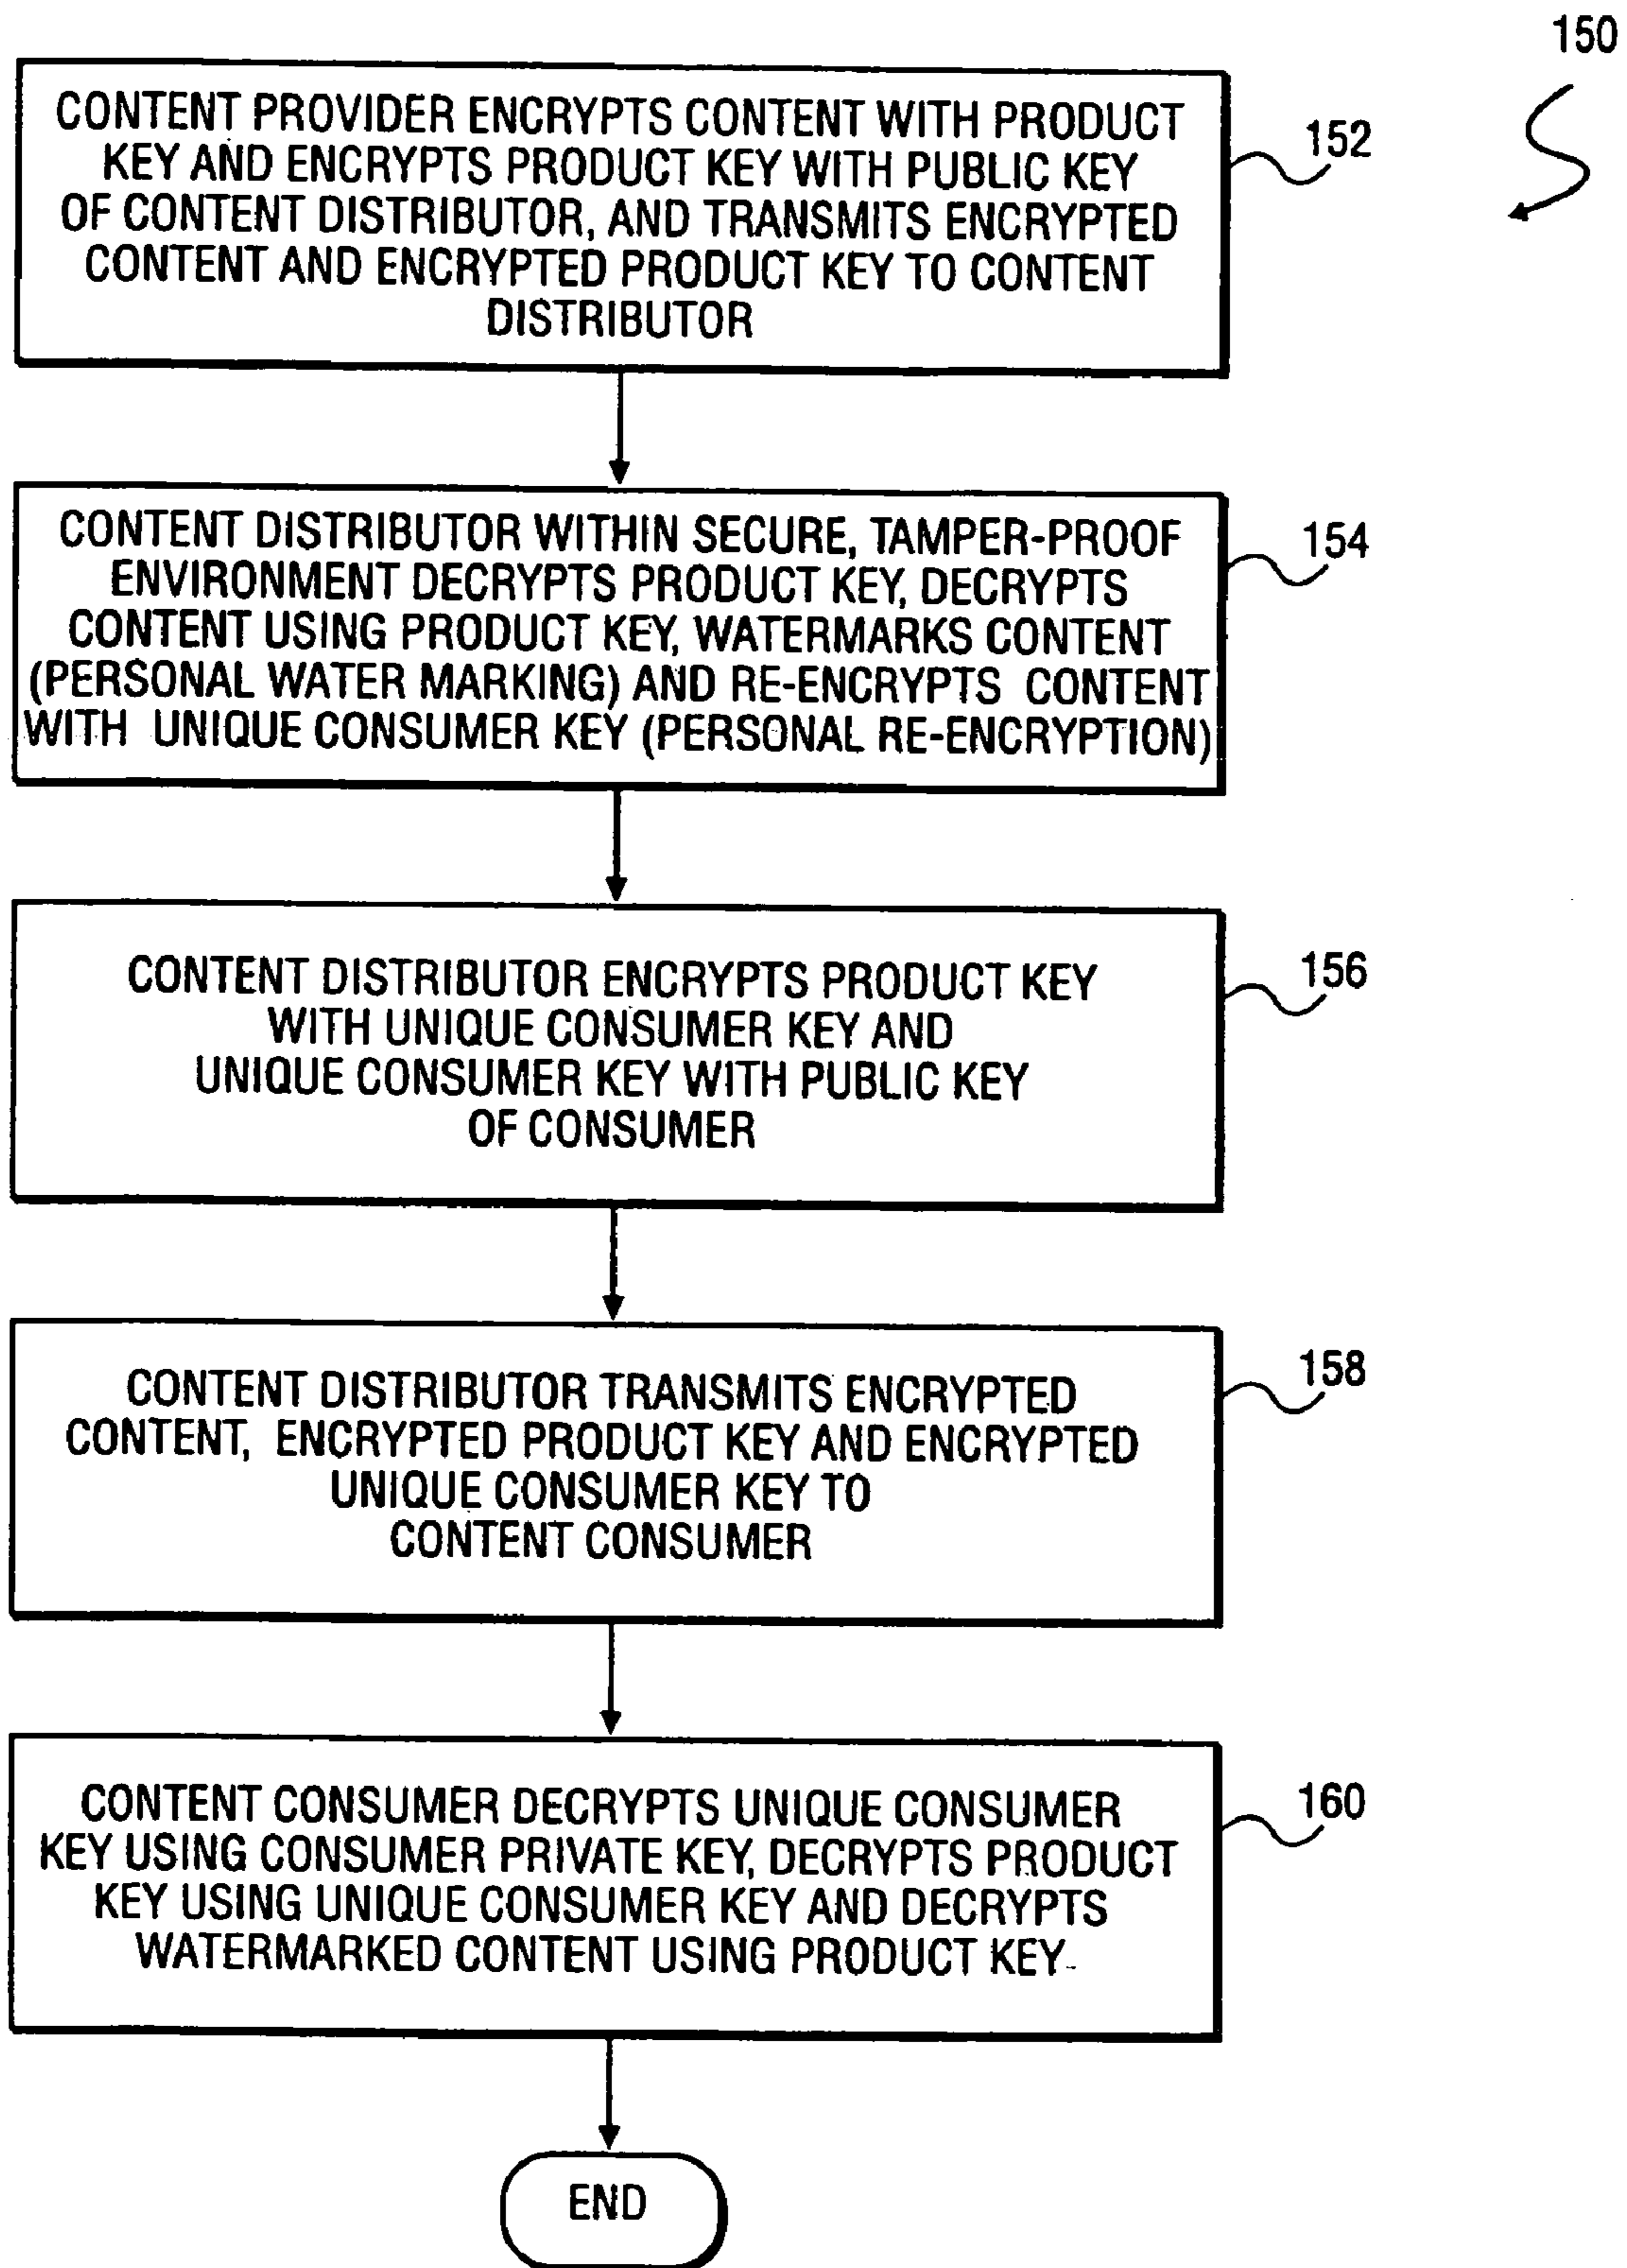 150
CONTENT PROVIDER ENCRYPTS CONTENT WITH PRODUCT
KEY AND ENCRYPTS PRODUCT KEY WITH PUBLIC KEY
OF CONTENT DISTRIBUTOR, AND TRANSMITS ENCRYPTED
CONTENT AND ENCRYPTED PRODUCT KEY TO CONTENT
DISTRIBUTOR
152
CONTENT DISTRIBUTOR WITHIN SECURE, TAMPER-PROOF
ENVIRONMENT DECRYPTS PRODUCT KEY, DECRYPTS
CONTENT USING PRODUCT KEY, WATERMARKS CONTENT
(PERSONAL WATER MARKING) AND RE-ENCRYPTS CONTENT
WITH UNIQUE CONSUMER KEY (PERSONAL RE-ENCRYPTION)
154
CONTENT DISTRIBUTOR ENCRYPTS PRODUCT KEY
WITH UNIQUE CONSUMER KEY AND
UNIQUE CONSUMER KEY WITH PUBLIC KEY
OF CONSUMER
156
CONTENT DISTRIBUTOR TRANSMITS ENCRYPTED
CONTENT, ENCRYPTED PRODUCT KEY AND ENCRYPTED
UNIQUE CONSUMER KEY TO
CONTENT CONSUMER
158
CONTENT CONSUMER DECRYPTS UNIQUE CONSUMER
KEY USING CONSUMER PRIVATE KEY, DECRYPTS PRODUCT
KEY USING UNIQUE CONSUMER KEY AND DECRYPTS
WATERMARKED CONTENT USING PRODUCT KEY
160
END